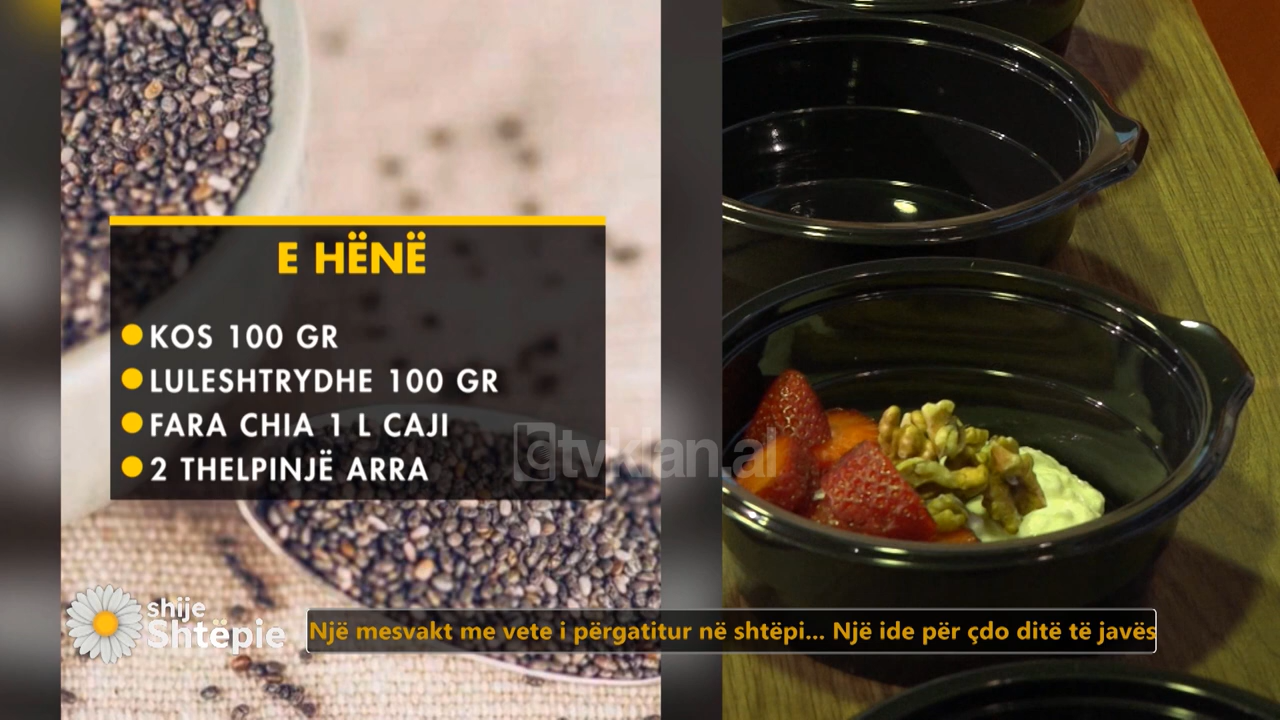 E HËNË
KOS 100 GR
LULESHTRYDHE 100 GR
FARA CHIA 1 L CAJI
2 THELPINJË ARRA
tvklan.al
shije
Shtëpie
Një mesvakt me vete i përgatitur në shtëpi... Një ide për çdo ditë të javës